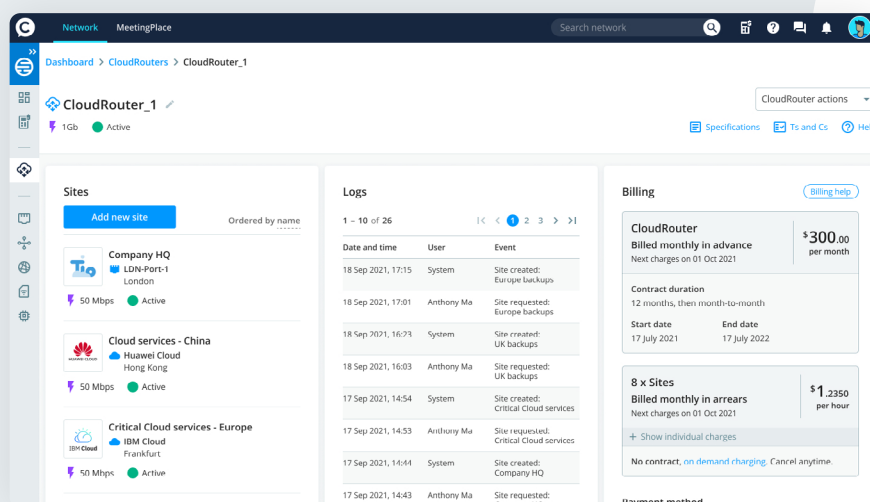 Network MeetingPlace Search network
Dashboard > CloudRouters > CloudRouter_1
CloudRouter_1
CloudRouter actions
1Gb Active
Specifications Ts and Cs Hel
Sites
Add new site Ordered by name
Tio
Company HQ
LDN-Port-1
London
50 Mbps Active
HUAWEI CLOUD
Cloud services - China
Huawei Cloud
Hong Kong
50 Mbps Active
IBM Cloud
Critical Cloud services - Europe
IBM Cloud
Frankfurt
50 Mbps Active
Logs
1 – 10 of 26 1 2 3
Date and time User Event
18 Sep 2021, 17:15 System Site created:
Europe backups
18 Sep 2021, 17:01 Anthony Ma Site requested:
Europe backups
18 Sep 2021, 16:23 System Site created:
UK backups
18 Sep 2021, 16:03 Anthony Ma Site requested:
UK backups
17 Sep 2021, 14:54 System Site created:
Critical Cloud services
17 Sep 2021, 14:53 Anthony Ma Site requested:
Critical Cloud services
17 Sep 2021, 14:44 System Site created:
Company HQ
17 Sep 2021, 14:43 Anthony Ma Site requested:
Billing Billing help
CloudRouter
Billed monthly in advance
Next charges on 01 Oct 2021
$300.00
per month
Contract duration
12 months, then month-to-month
Start date End date
17 July 2021 17 July 2022
8 x Sites
Billed monthly in arrears
Next charges on 01 Oct 2021
$1.2350
per hour
+ Show individual charges
No contract, on demand charging. Cancel anytime.
Payment method